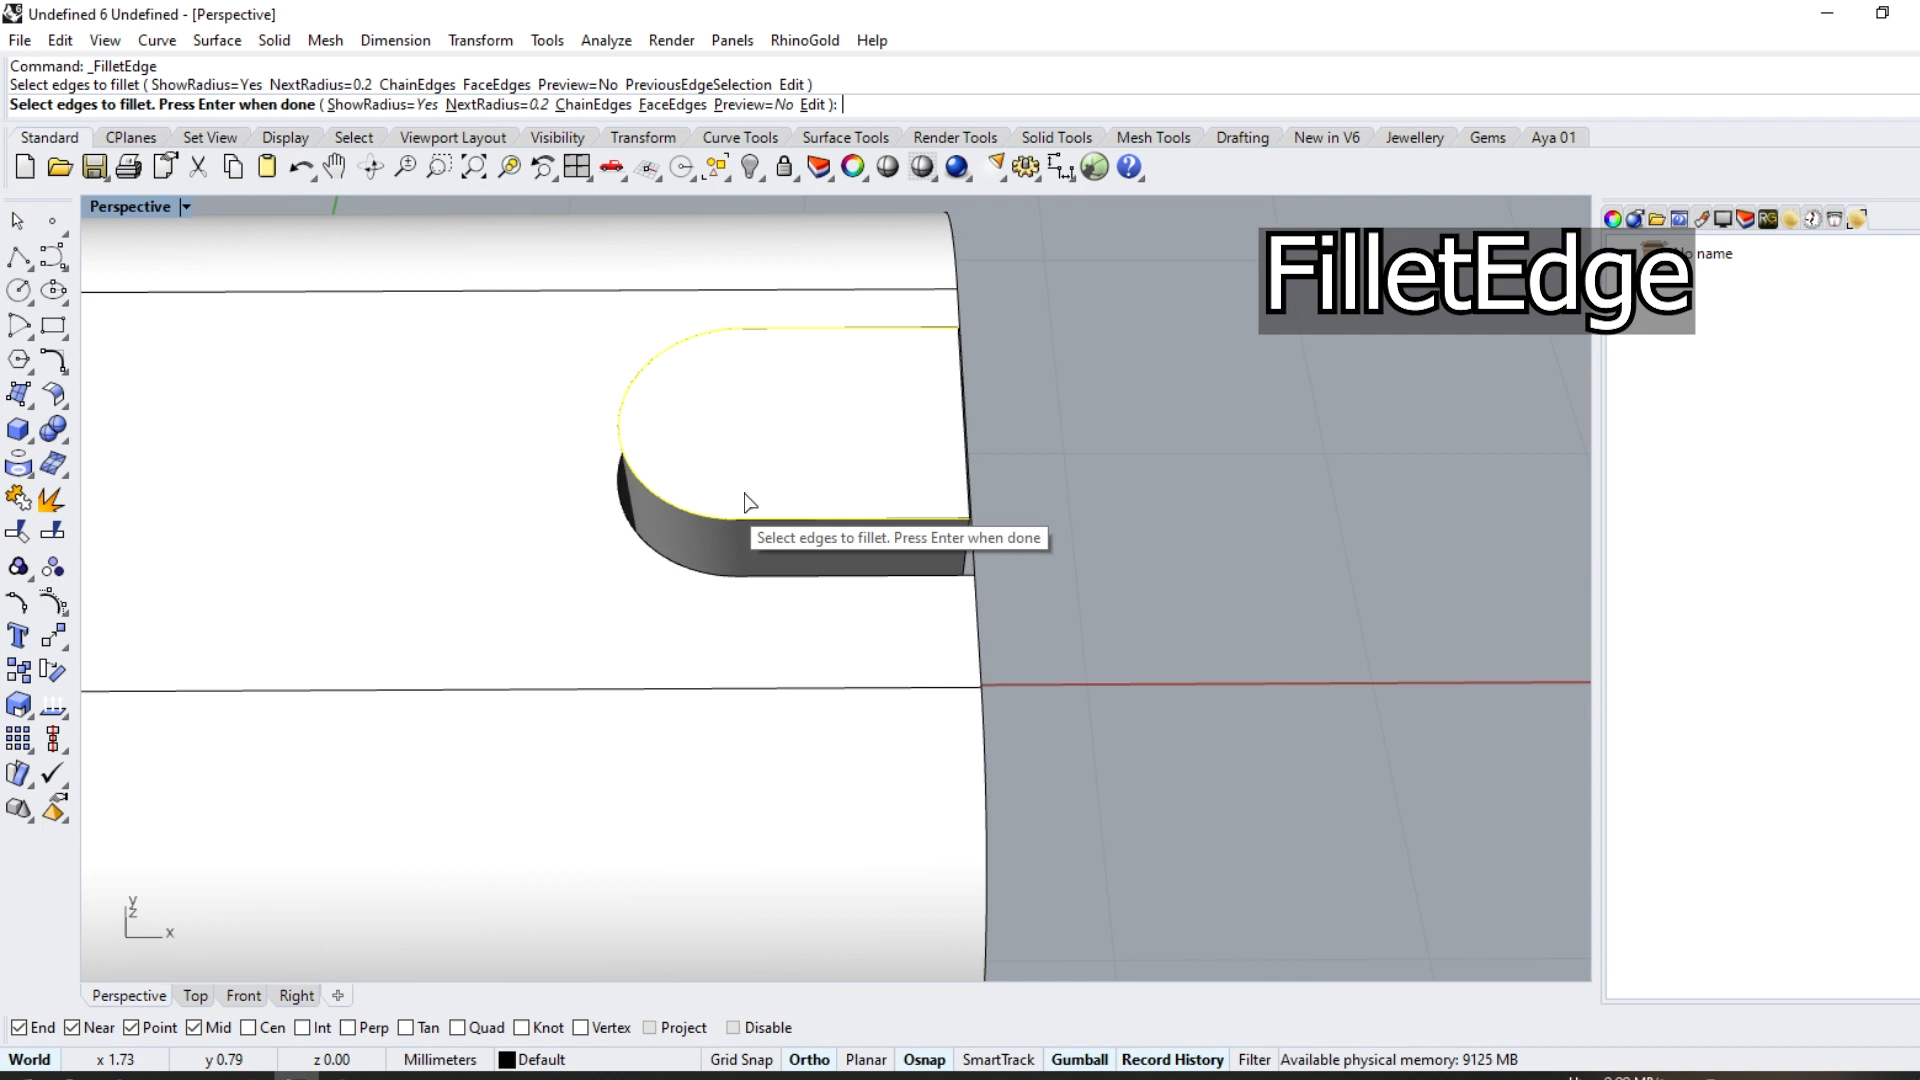 Undefined 6 Undefined - [Perspective]
File Edit View Curve Surface Solid Mesh Dimension Transform Tools Analyze Render Panels RhinoGold Help
Command: _FilletEdge
Select edges to fillet ( ShowRadius=Yes NextRadius=0.2 ChainEdges FaceEdges Preview=No PreviousEdgeSelection Edit )
Select edges to fillet. Press Enter when done ( ShowRadius=Yes NextRadius=0.2 ChainEdges FaceEdges Preview=No Edit ):
Standard CPlanes Set View Display Select Viewport Layout Visibility Transform Curve Tools Surface Tools Render Tools Solid Tools Mesh Tools Drafting New in V6 Jewellery Gems Aya 01
Perspective
FilletEdge
name
Select edges to fillet. Press Enter when done
y
z
x
Perspective Top Front Right
End Near Point Mid Cen Int Perp Tan Quad Knot Vertex Project Disable
World x 1.73 y 0.79 z 0.00 Millimeters Default Grid Snap Ortho Planar Osnap SmartTrack Gumball Record History Filter Available physical memory: 9125 MB